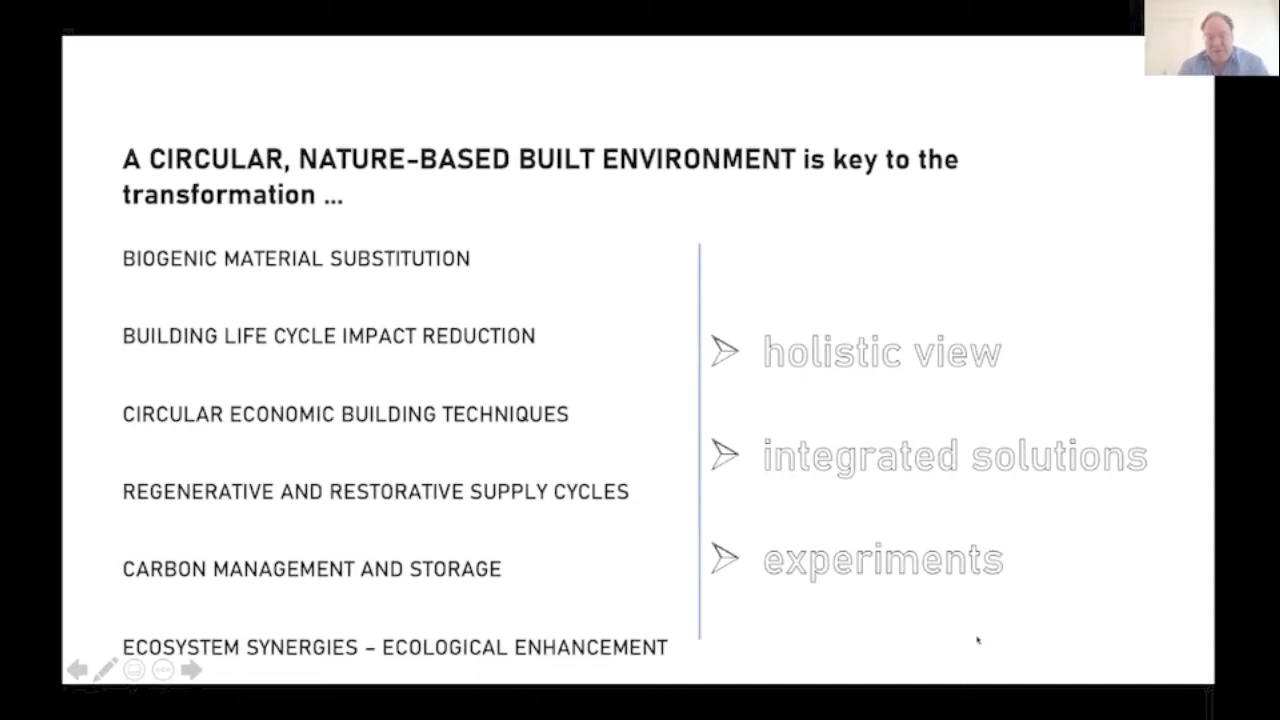 A CIRCULAR, NATURE-BASED BUILT ENVIRONMENT is key to the
transformation ...
BIOGENIC MATERIAL SUBSTITUTION
BUILDING LIFE CYCLE IMPACT REDUCTION
CIRCULAR ECONOMIC BUILDING TECHNIQUES
REGENERATIVE AND RESTORATIVE SUPPLY CYCLES
CARBON MANAGEMENT AND STORAGE
ECOSYSTEM SYNERGIES – ECOLOGICAL ENHANCEMENT
holistic view
integrated solutions
experiments